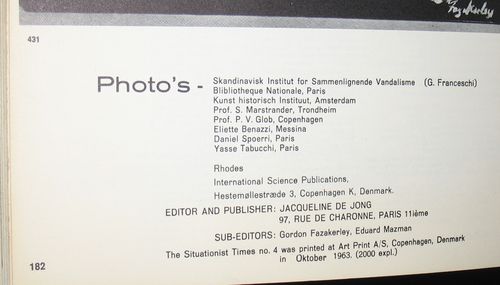 Fazakerley
431
Photo's - Skandinavisk Institut for Sammenlignende Vandalisme (G. Franceschi)
Blibliotheque Nationale, Paris
Kunst historisch Instituut, Amsterdam
Prof. S. Marstrander, Trondheim
Prof. P. V. Glob, Copenhagen
Eliette Benazzi, Messina
Daniel Spoerri, Paris
Yasse Tabucchi, Paris
Rhodes
International Science Publications,
Hestemøllestræde 3, Copenhagen K, Denmark.
EDITOR AND PUBLISHER: JACQUELINE DE JONG
97, RUE DE CHARONNE, PARIS 11ième
SUB-EDITORS: Gordon Fazakerley, Eduard Mazman
The Situationist Times no. 4 was printed at Art Print A/S, Copenhagen, Denmark
in Oktober 1963. (2000 expl.)
182